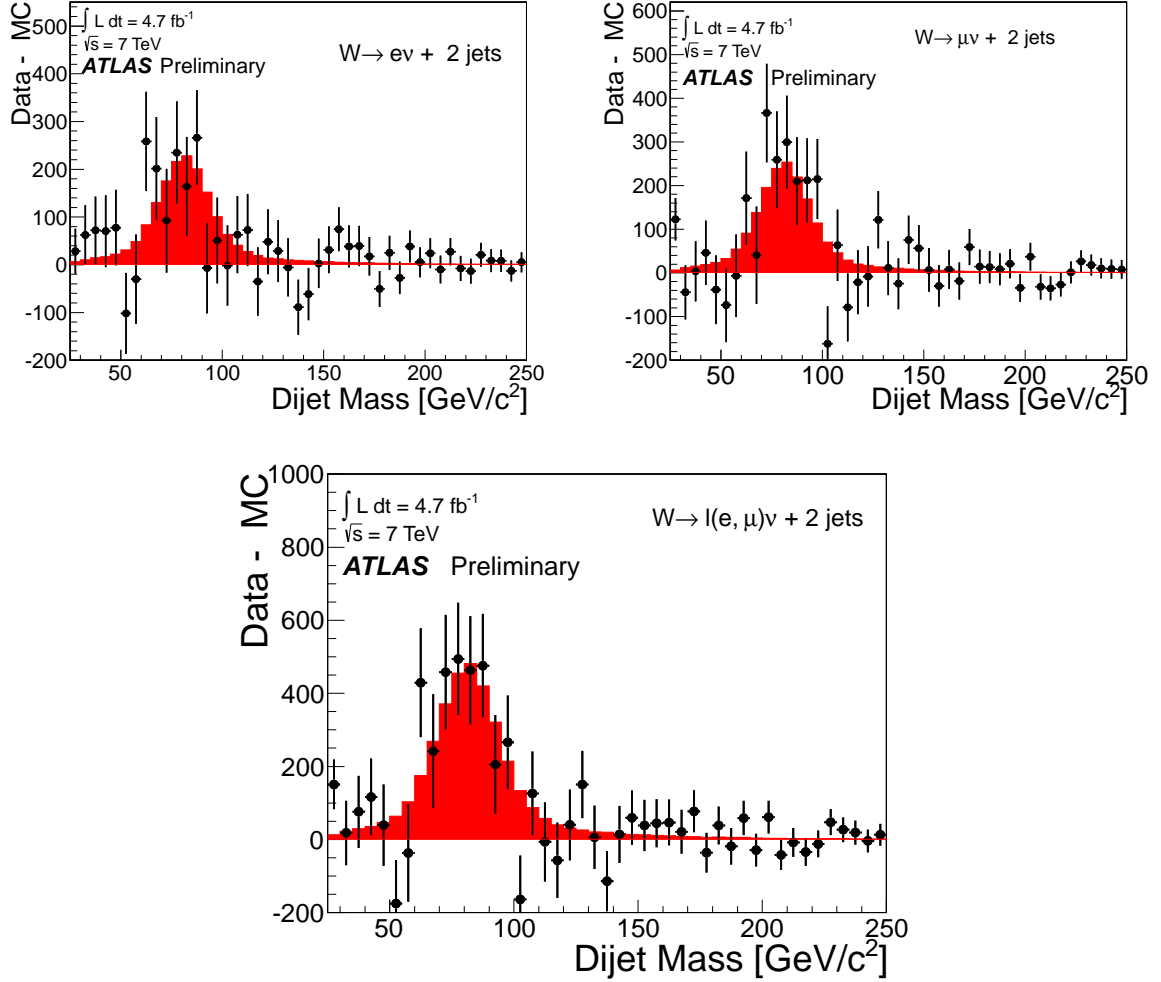 Data - MC
500
400
300
200
100
0
-100
-200
∫ L dt = 4.7 fb⁻¹
√s = 7 TeV
ATLAS Preliminary
W→ eν + 2 jets
50 100 150 200 250
Dijet Mass [GeV/c²]
Data - MC
600
500
400
300
200
100
0
-100
-200
∫ L dt = 4.7 fb⁻¹
√s = 7 TeV
ATLAS Preliminary
W→ μν + 2 jets
50 100 150 200 250
Dijet Mass [GeV/c²]
Data - MC
1000
800
600
400
200
0
-200
∫ L dt = 4.7 fb⁻¹
√s = 7 TeV
ATLAS Preliminary
W→ l(e, μ)ν + 2 jets
50 100 150 200 250
Dijet Mass [GeV/c²]